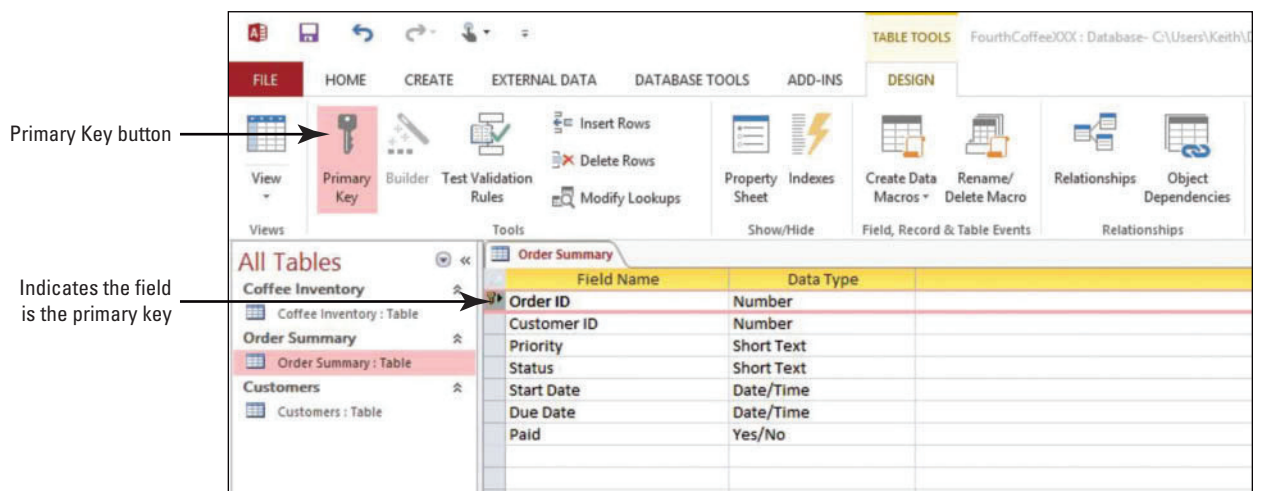 TABLE TOOLS FourthCoffeeXXX : Database- C:\Users\Keith\D
FILE HOME CREATE EXTERNAL DATA DATABASE TOOLS ADD-INS DESIGN
Primary Key button
View
Primary
Key
Builder
Test Validation
Rules
Insert Rows
Delete Rows
Modify Lookups
Property
Sheet
Indexes
Create Data
Macros
Rename/
Delete Macro
Relationships
Object
Dependencies
Views Tools Show/Hide Field, Record & Table Events Relationships
All Tables
Coffee Inventory
Coffee Inventory : Table
Order Summary
Order Summary : Table
Customers
Customers : Table
Indicates the field
is the primary key
Order Summary
Field Name Data Type
Order ID Number
Customer ID Number
Priority Short Text
Status Short Text
Start Date Date/Time
Due Date Date/Time
Paid Yes/No